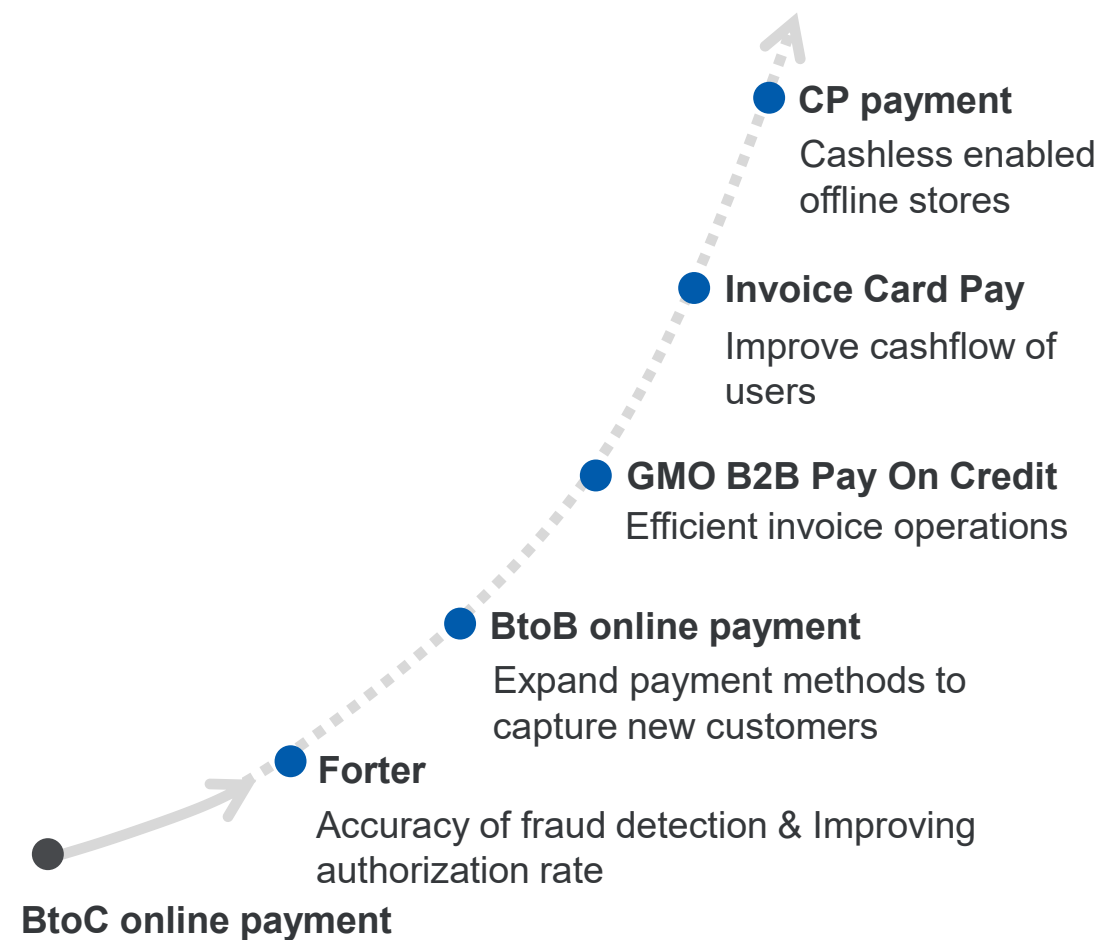 CP payment
Cashless enabled
offline stores
Invoice Card Pay
Improve cashflow of
users
GMO B2B Pay On Credit
Efficient invoice operations
BtoB online payment
Expand payment methods to
capture new customers
Forter
Accuracy of fraud detection & Improving
authorization rate
BtoC online payment